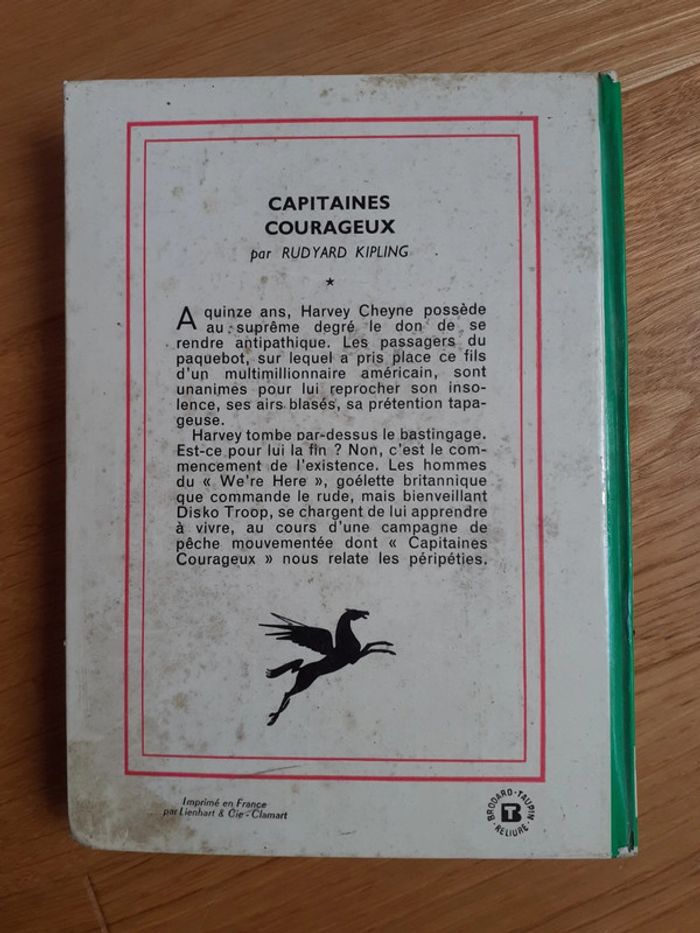 CAPITAINES
COURAGEUX
par RUDYARD KIPLING
★
A quinze ans, Harvey Cheyne possède
au suprême degré le don de se
rendre antipathique. Les passagers du
paquebot, sur lequel a pris place ce fils
d'un multimillionnaire américain, sont
unanimes pour lui reprocher son inso-
lence, ses airs blasés, sa prétention tapa-
geuse.
Harvey tombe par-dessus le bastingage.
Est-ce pour lui la fin ? Non, c'est le com-
mencement de l'existence. Les hommes
du « We're Here », goélette britannique
que commande le rude, mais bienveillant
Disko Troop, se chargent de lui apprendre
à vivre, au cours d'une campagne de
pêche mouvementée dont « Capitaines
Courageux » nous relate les péripéties.
Imprimé en France
par Lienhart & Cie - Clamart
BRODARD · TAUPIN
TB
· RELIURE ·